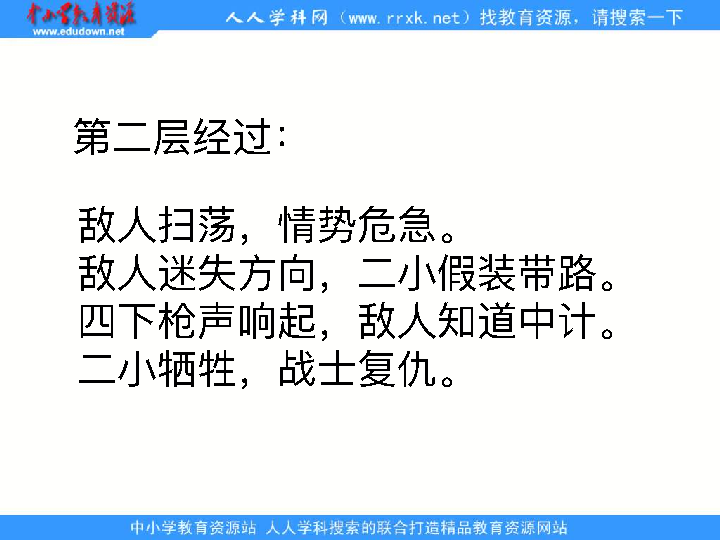 中小学教育资源
www.edudown.net
人人学科网（www.rrxk.net）找教育资源，请搜索一下
第二层经过：
敌人扫荡，情势危急。
敌人迷失方向，二小假装带路。
四下枪声响起，敌人知道中计。
二小牺牲，战士复仇。
中小学教育资源站 人人学科搜索的联合打造精品教育资源网站